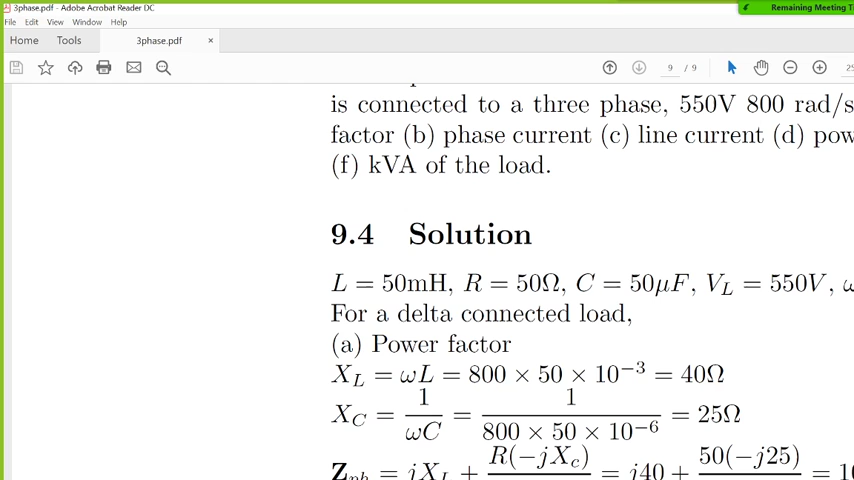 3phase.pdf - Adobe Acrobat Reader DC
Remaining Meeting
File Edit View Window Help
Home Tools 3phase.pdf ×
9 / 9
is connected to a three phase, 550V 800 rad/s
factor (b) phase current (c) line current (d)
(f) kVA of the load.
9.4 Solution
L = 50mH, R = 50Ω, C = 50μF, V_L = 550V,
For a delta connected load,
(a) Power factor
X_L = ωL = 800 × 50 × 10⁻³ = 40Ω
X_C = 1/ωC = 1/(800 × 50 × 10⁻⁶) = 25Ω
Z_ph = jX_L + R(−jX_c) = j40 + 50(−j25) =